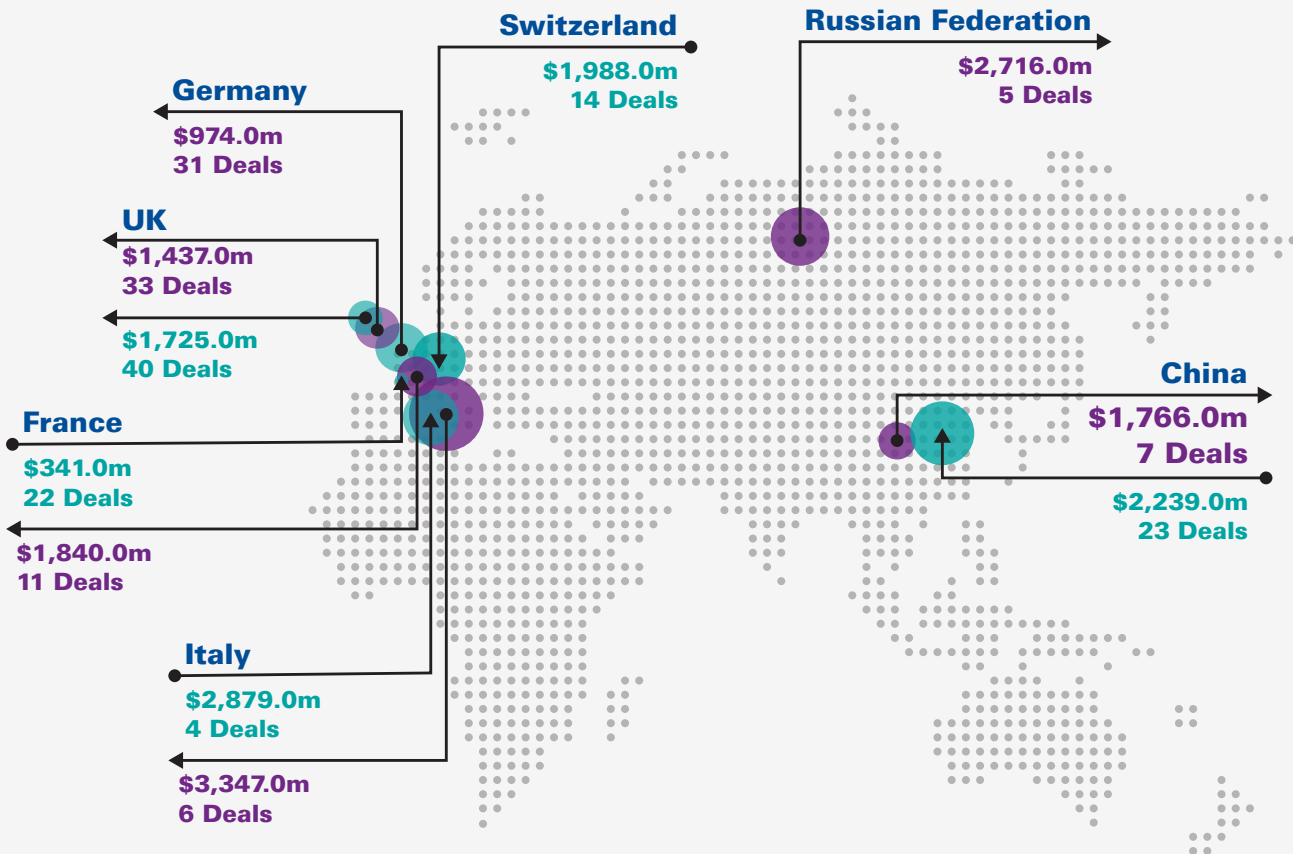 Switzerland
$1,988.0m
14 Deals
Russian Federation
$2,716.0m
5 Deals
Germany
$974.0m
31 Deals
UK
$1,437.0m
33 Deals
$1,725.0m
40 Deals
China
$1,766.0m
7 Deals
$2,239.0m
23 Deals
France
$341.0m
22 Deals
$1,840.0m
11 Deals
Italy
$2,879.0m
4 Deals
$3,347.0m
6 Deals